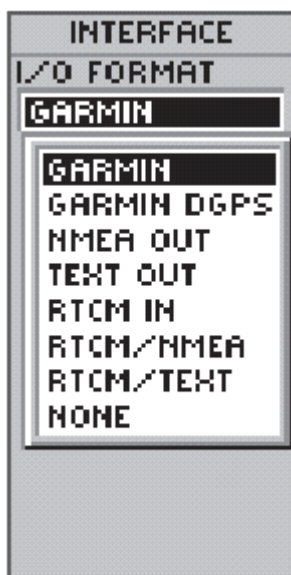 INTERFACE
I/O FORMAT
GARMIN
GARMIN
GARMIN DGPS
NMEA OUT
TEXT OUT
RTCM IN
RTCM/NMEA
RTCM/TEXT
NONE